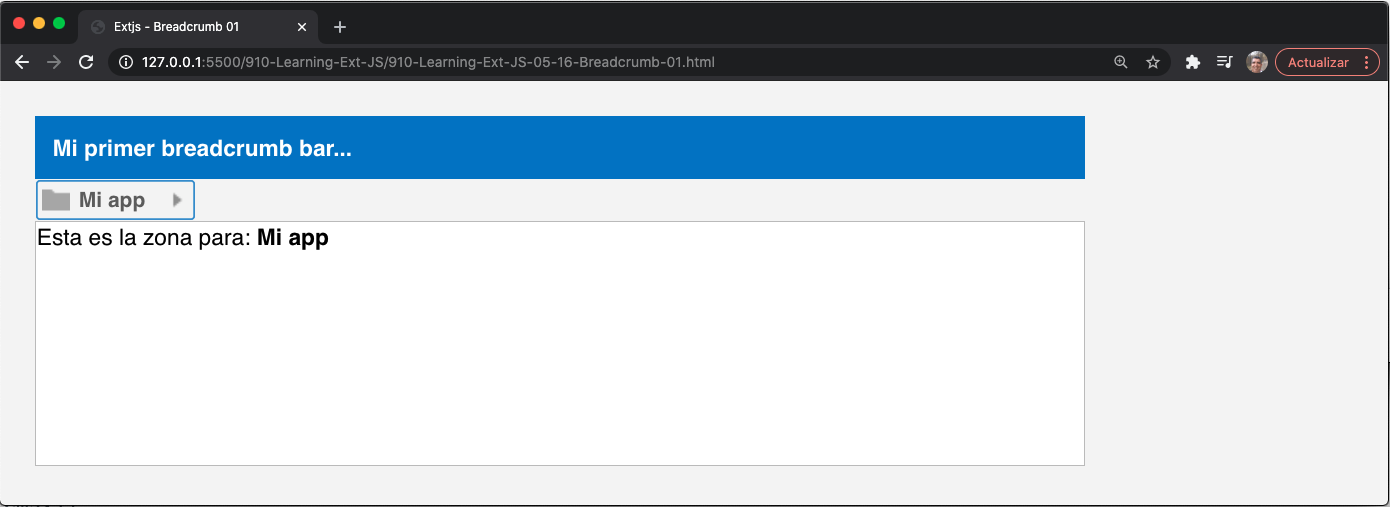 Extjs - Breadcrumb 01
127.0.0.1:5500/910-Learning-Ext-JS/910-Learning-Ext-JS-05-16-Breadcrumb-01.html
Actualizar
Mi primer breadcrumb bar...
Mi app
Esta es la zona para: Mi app